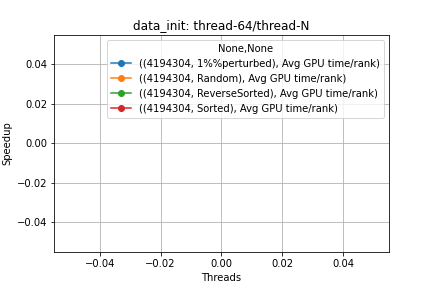 data_init: thread-64/thread-N
None,None
((4194304, 1%%perturbed), Avg GPU time/rank)
((4194304, Random), Avg GPU time/rank)
((4194304, ReverseSorted), Avg GPU time/rank)
((4194304, Sorted), Avg GPU time/rank)
Speedup
0.04
0.02
0.00
−0.02
−0.04
−0.04
−0.02
0.00
0.02
0.04
Threads